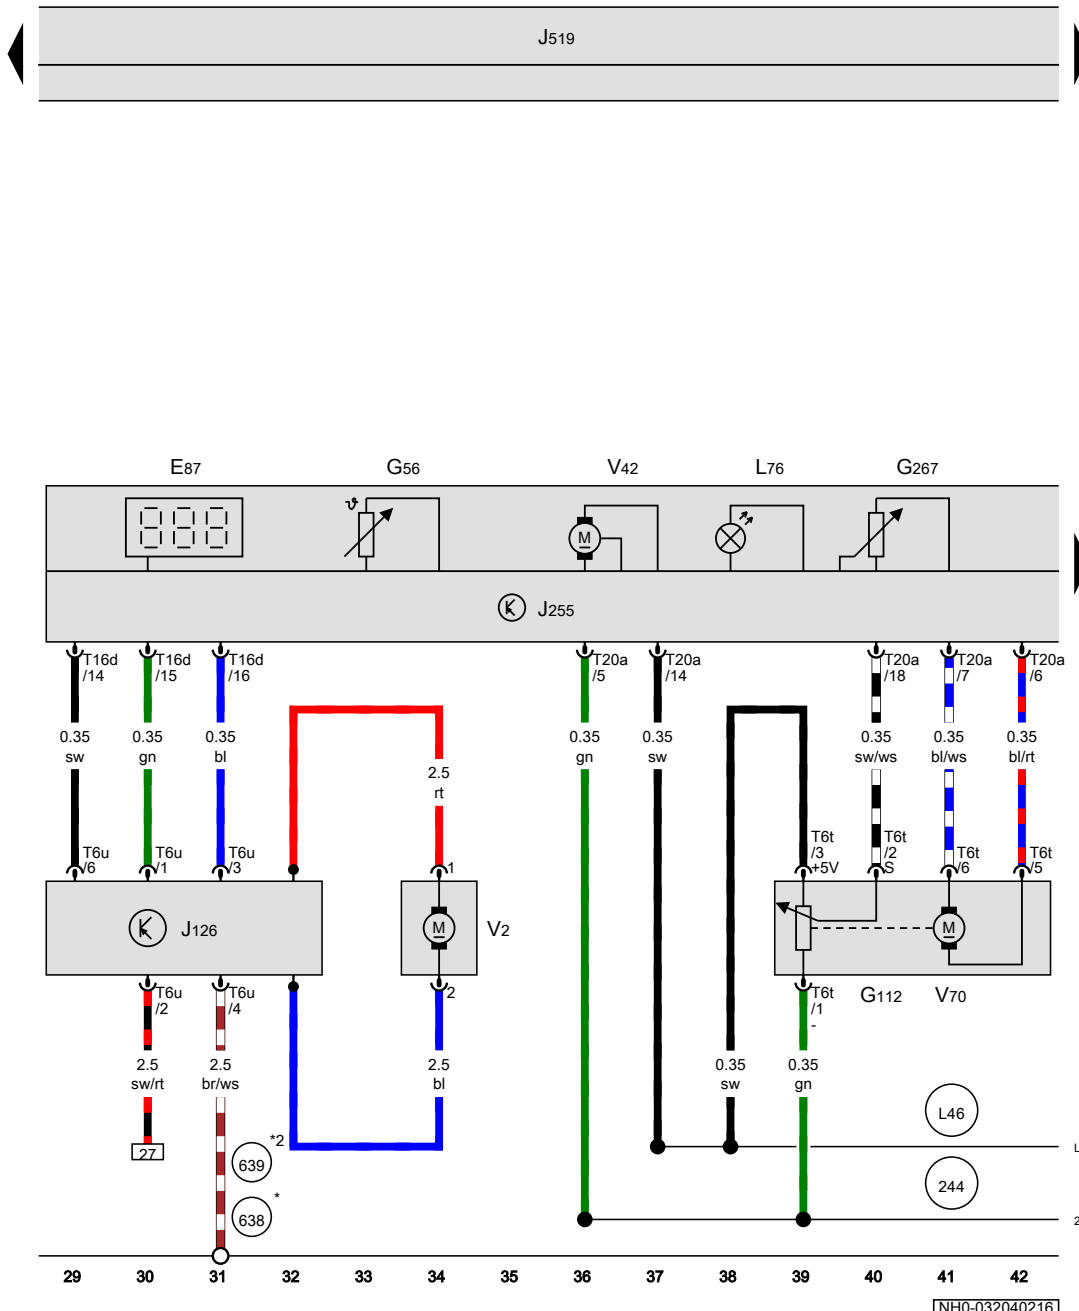 J519
E87 G56 V42 L76 G267
M
J255
T16d /14
T16d /15
T16d /16
T20a /5
T20a /14
T20a /18
T20a /7
T20a /6
0.35 sw
0.35 gn
0.35 bl
2.5 rt
0.35 gn
0.35 sw
0.35 sw/ws
0.35 bl/ws
0.35 bl/rt
T6u /6
T6u /1
T6u /3
1
T6t /3 +5V
T6t /2 S
T6t /6
T6t /5
J126
M
V2
M
T6u /2
T6u /4
2
T6t /1 -
G112 V70
2.5 sw/rt
2.5 br/ws
2.5 bl
0.35 sw
0.35 gn
L46
27
*2
639
L
244
*
638
2
29 30 31 32 33 34 35 36 37 38 39 40 41 42
NH0-032040216